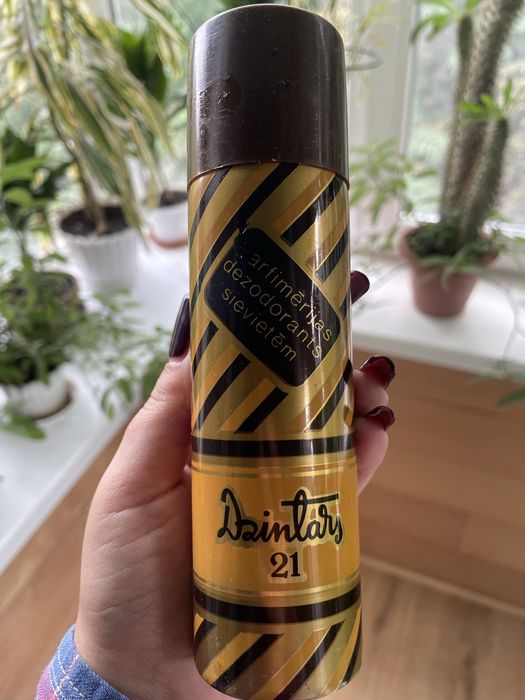 parfimērijas
dezodorants
sievietēm
Dzintars
21